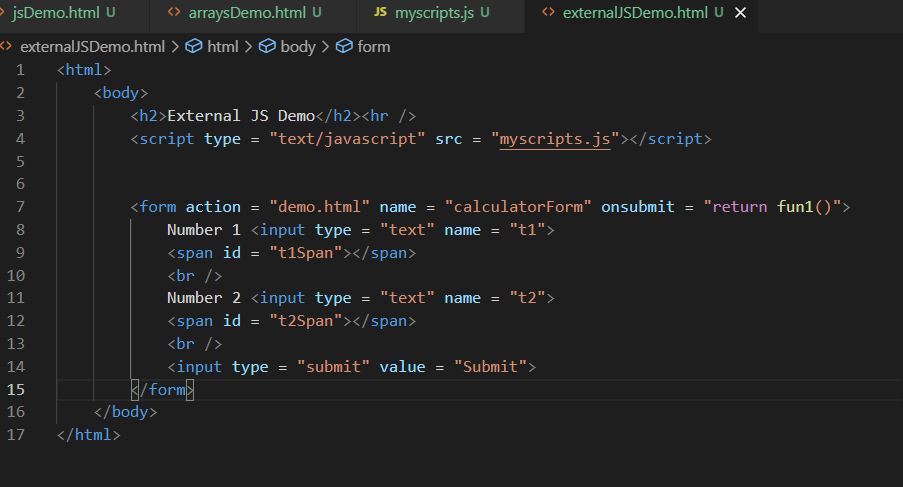 jsDemo.html U arraysDemo.html U JS myscripts.js U externalJSDemo.html U
externalJSDemo.html > html > body > form
1 <html>
2 <body>
3 <h2>External JS Demo</h2><hr />
4 <script type = "text/javascript" src = "myscripts.js"></script>
5
6
7 <form action = "demo.html" name = "calculatorForm" onsubmit = "return fun1()">
8 Number 1 <input type = "text" name = "t1">
9 <span id = "t1Span"></span>
10 <br />
11 Number 2 <input type = "text" name = "t2">
12 <span id = "t2Span"></span>
13 <br />
14 <input type = "submit" value = "Submit">
15 </form>
16 </body>
17 </html>